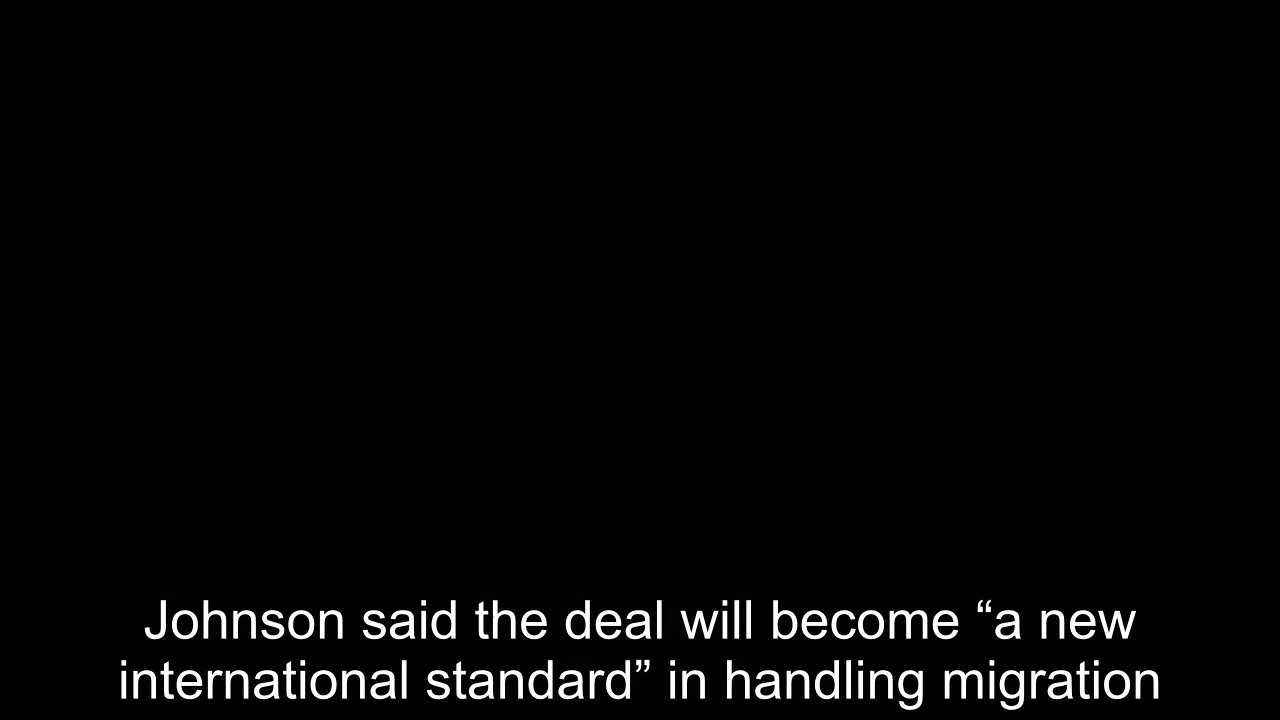 Johnson said the deal will become “a new
international standard” in handling migration